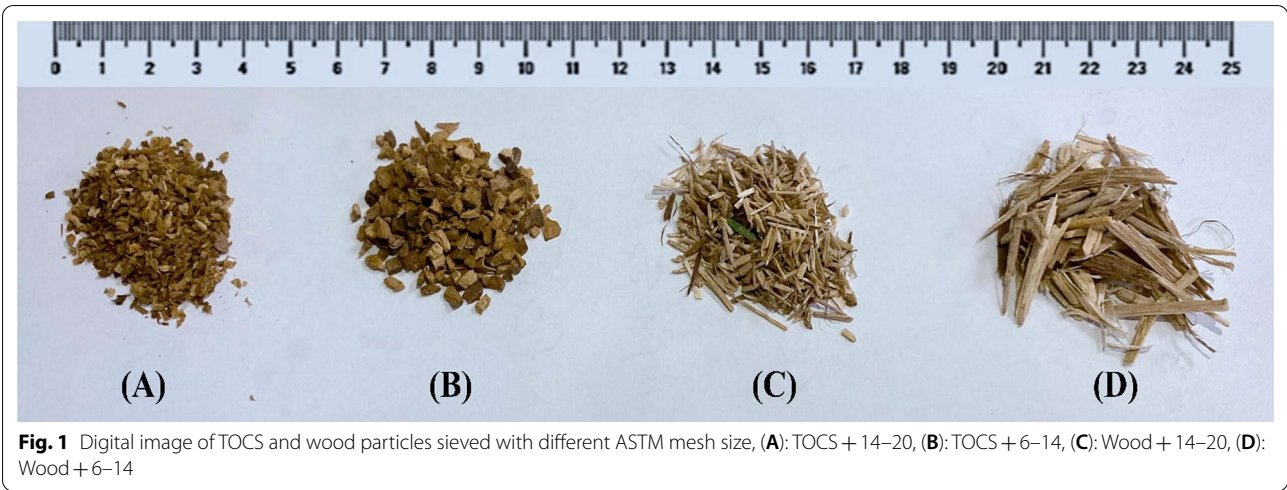 0 1 2 3 4 5 6 7 8 9 10 11 12 13 14 15 16 17 18 19 20 21 22 23 24 25
(A) (B) (C) (D)
Fig. 1 Digital image of TOCS and wood particles sieved with different ASTM mesh size, (A): TOCS + 14–20, (B): TOCS + 6–14, (C): Wood + 14–20, (D):
Wood + 6–14